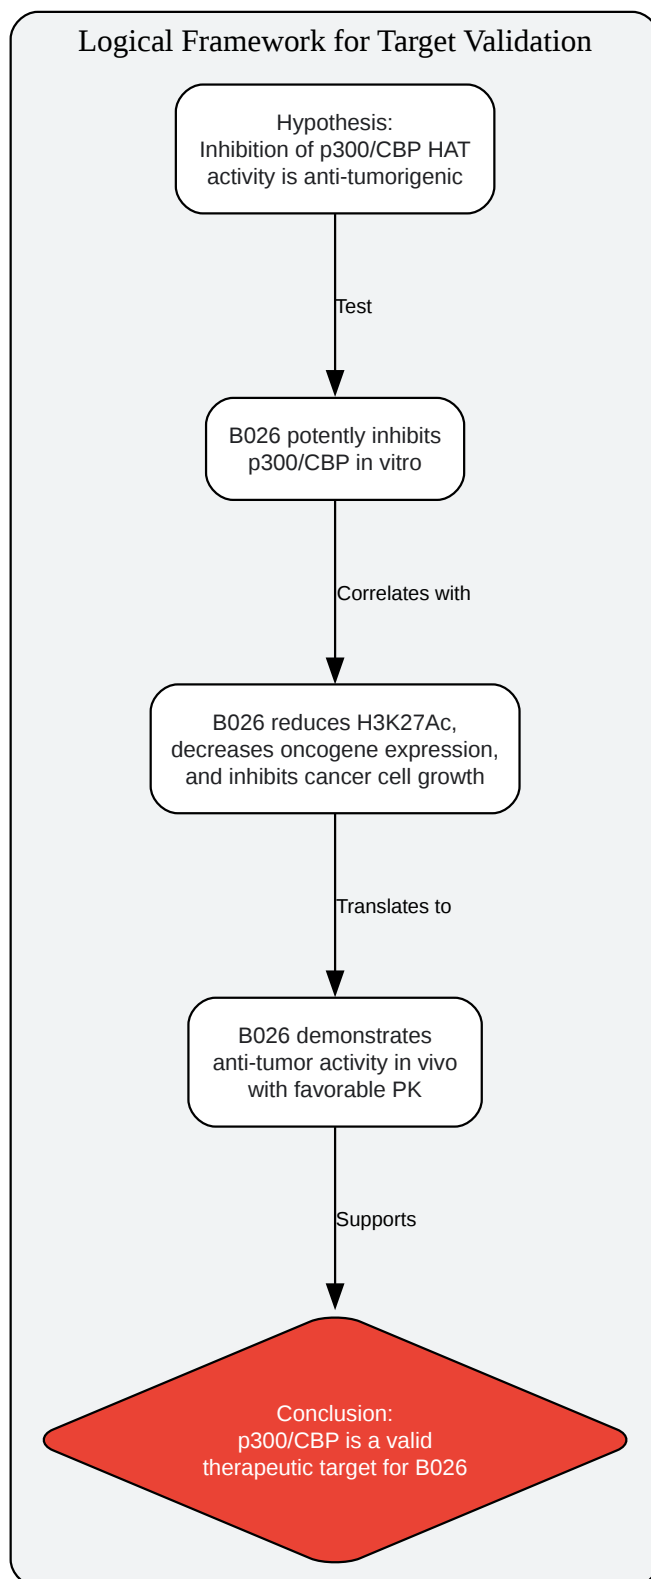 Logical Framework for Target Validation
Hypothesis:
Inhibition of p300/CBP HAT
activity is anti-tumorigenic
Test
B026 potently inhibits
p300/CBP in vitro
Correlates with
B026 reduces H3K27Ac,
decreases oncogene expression,
and inhibits cancer cell growth
Translates to
B026 demonstrates
anti-tumor activity in vivo
with favorable PK
Supports
Conclusion:
p300/CBP is a valid
therapeutic target for B026